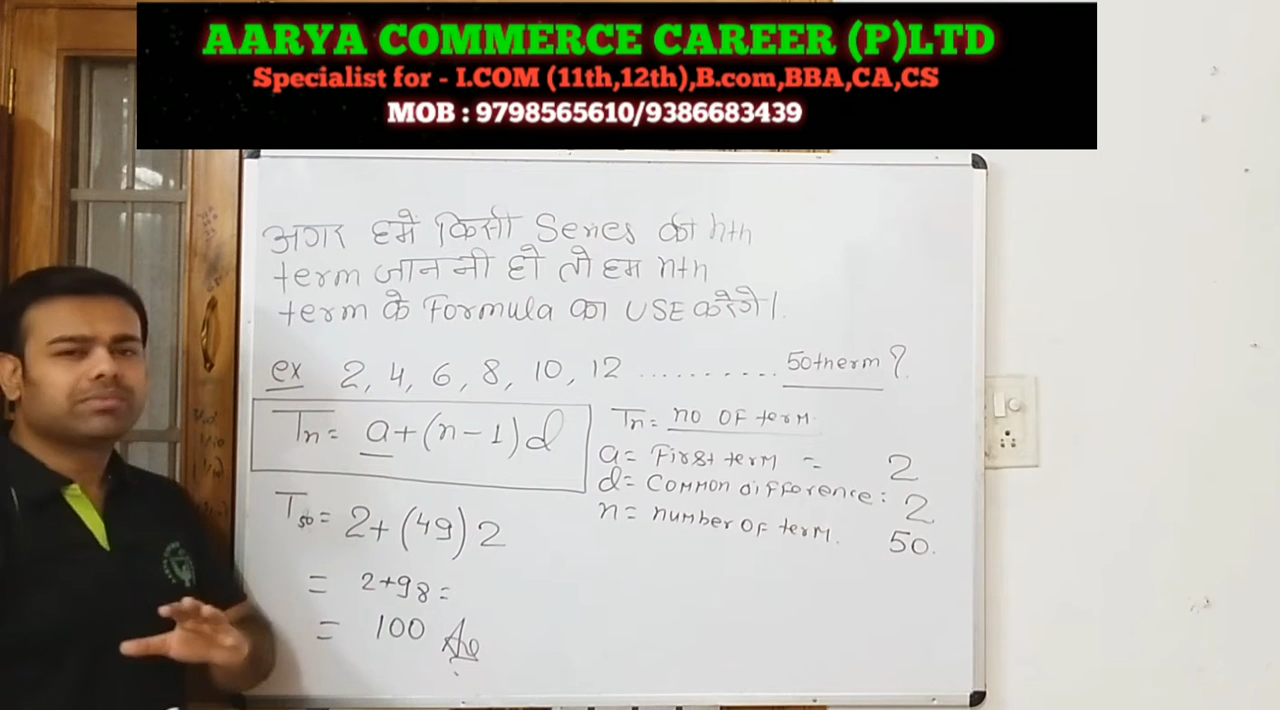 AARYA COMMERCE CAREER (P)LTD
Specialist for - I.COM (11th,12th),B.com,BBA,CA,CS
MOB : 9798565610/9386683439
अगर हमें किसी Series का nth
term जाननी हो तो हम nth
term के Formula का USE करेंगे।
ex 2, 4, 6, 8, 10, 12 .......... 50therm ?
Tn = a+(n-1)d
Tn = no OF term.
a = First term = 2
d = common difference : 2
n = number OF term. 50.
T50 = 2+(49)2
= 2+98 =
= 100